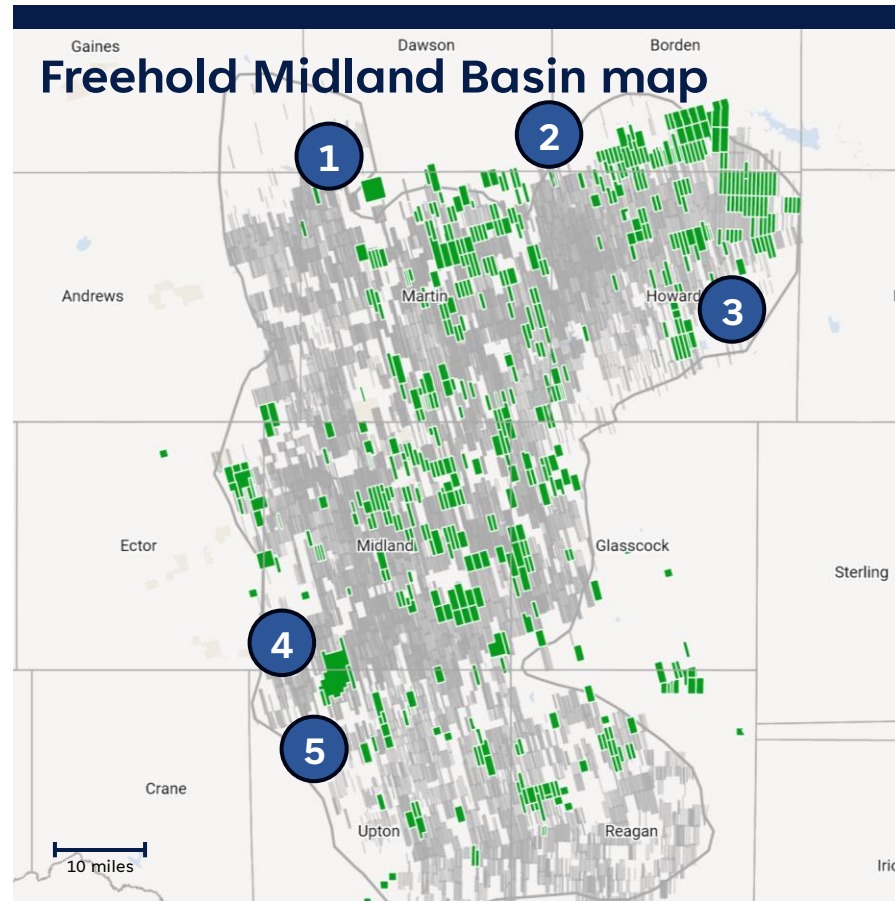 Gaines
Dawson
Borden
Freehold Midland Basin map
1
2
Andrews
Martin
Howard
3
Ector
Midland
Glasscock
Sterling
4
5
Crane
Upton
Reagan
10 miles